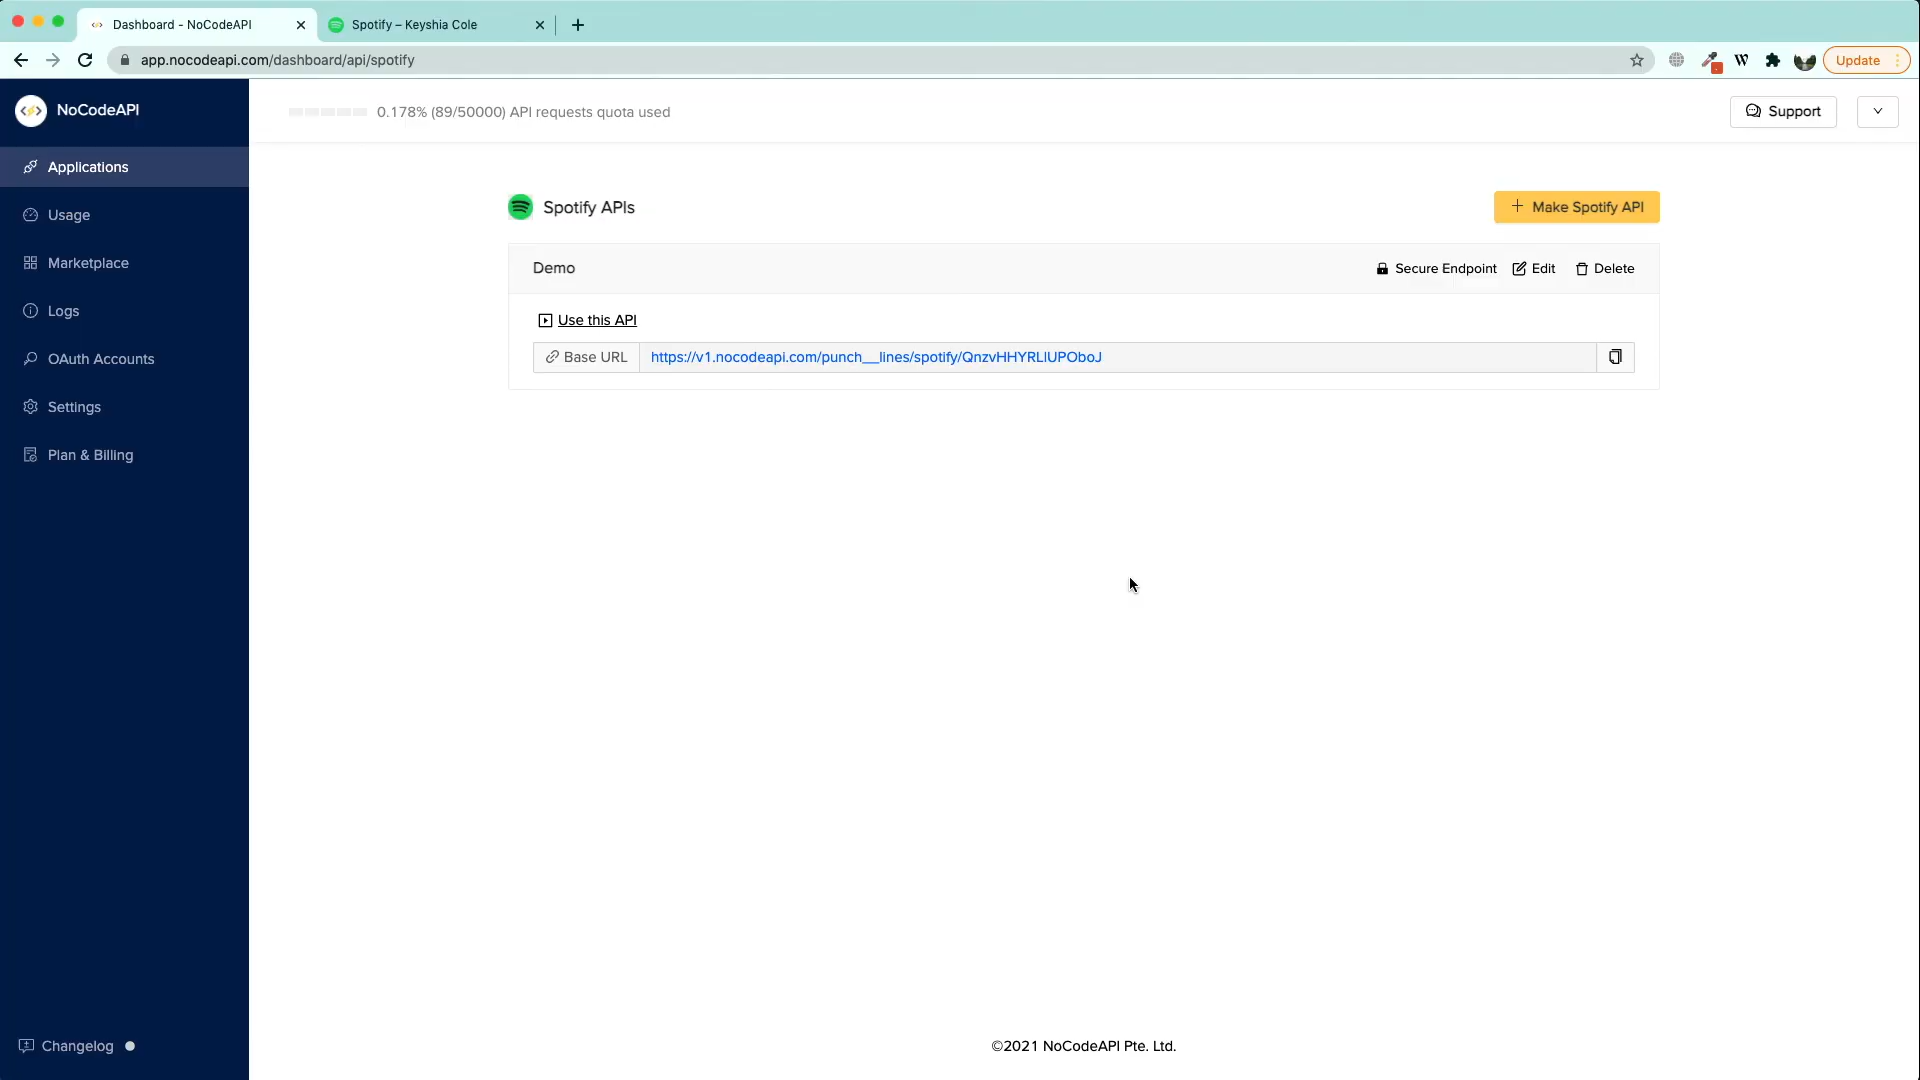 Dashboard - NoCodeAPI
Spotify – Keyshia Cole
app.nocodeapi.com/dashboard/api/spotify
W
Update
NoCodeAPI
0.178% (89/50000) API requests quota used
Support
Applications
Usage
Marketplace
Logs
OAuth Accounts
Settings
Plan & Billing
Spotify APIs
+ Make Spotify API
Demo
Secure Endpoint
Edit
Delete
Use this API
Base URL
https://v1.nocodeapi.com/punch__lines/spotify/QnzvHHYRLlUPOboJ
Changelog
©2021 NoCodeAPI Pte. Ltd.